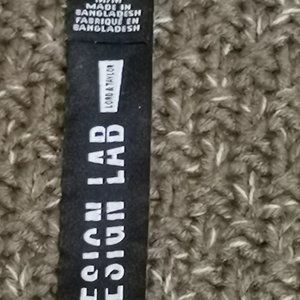 M/M
MADE IN
BANGLADESH
FABRIQUÉ EN
BANGLADESH
LORD & TAYLOR
ESIGN LAB
ESIGN LAB